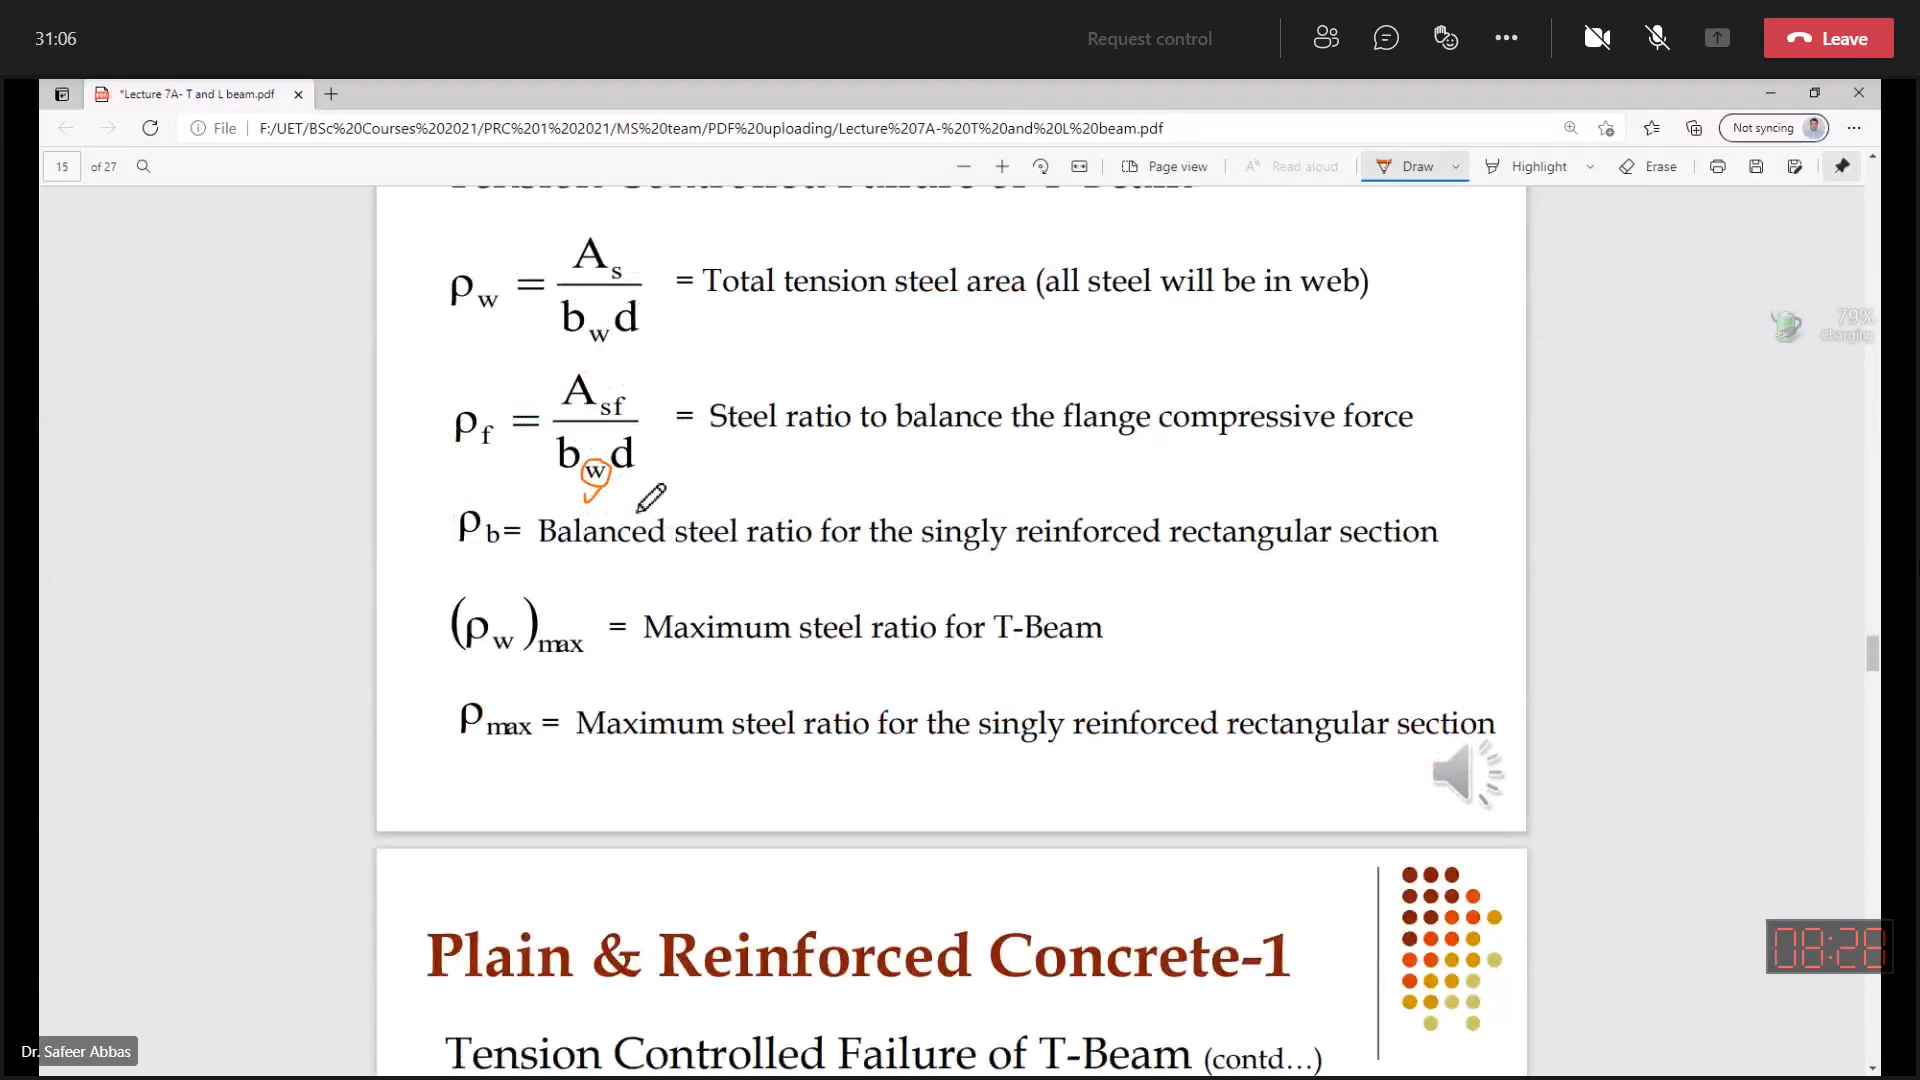 31:06
Request control
Leave
*Lecture 7A- T and L beam.pdf
File
F:/UET/BSc%20Courses%202021/PRC%201%202021/MS%20team/PDF%20uploading/Lecture%207A-%20T%20and%20L%20beam.pdf
Not syncing
15 of 27
Page view
Read aloud
Draw
Highlight
Erase
ρw = As / bwd = Total tension steel area (all steel will be in web)
79%
Charging
ρf = Asf / bwd = Steel ratio to balance the flange compressive force
ρb= Balanced steel ratio for the singly reinforced rectangular section
(ρw)max = Maximum steel ratio for T-Beam
ρmax = Maximum steel ratio for the singly reinforced rectangular section
Plain & Reinforced Concrete-1
08:28
Tension Controlled Failure of T-Beam (contd…)
Dr. Safeer Abbas